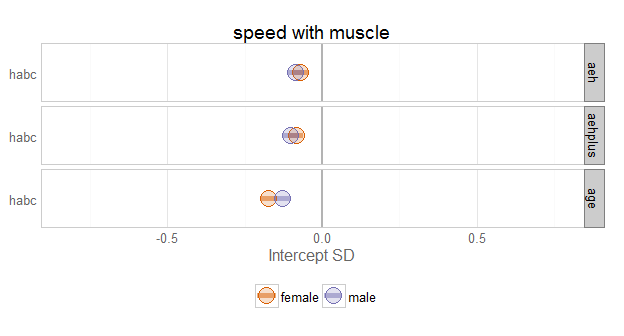 speed with muscle
habc
aeh
habc
aehplus
habc
age
-0.5 0.0 0.5
Intercept SD
female male